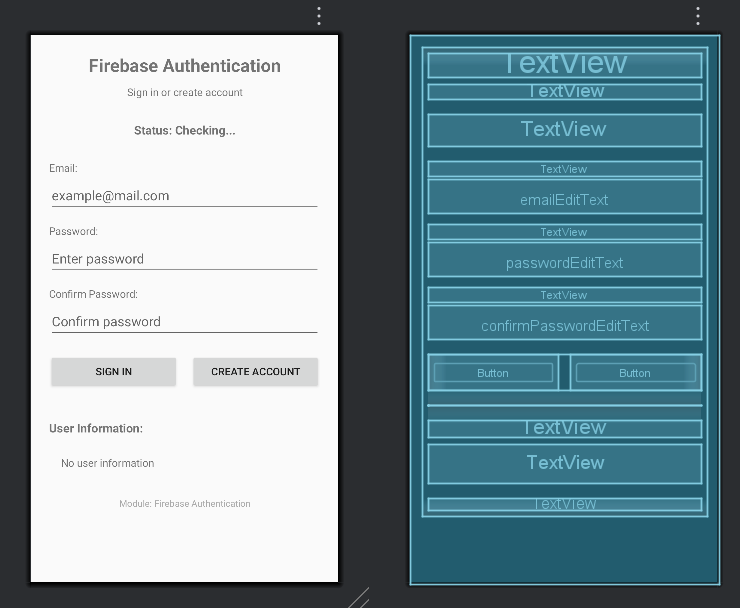 Firebase Authentication
Sign in or create account
Status: Checking...
Email:
example@mail.com
Password:
Enter password
Confirm Password:
Confirm password
SIGN IN CREATE ACCOUNT
User Information:
No user information
Module: Firebase Authentication
TextView
TextView
TextView
TextView
emailEditText
TextView
passwordEditText
TextView
confirmPasswordEditText
Button Button
TextView
TextView
TextView